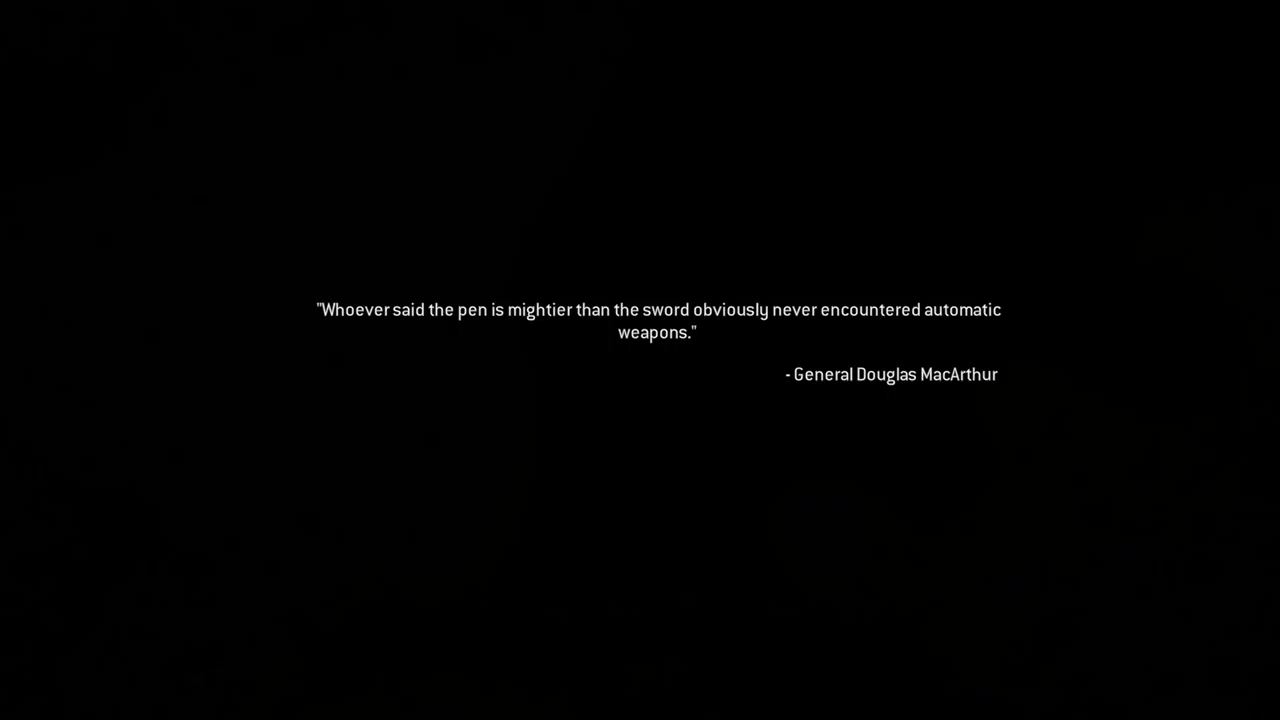 "Whoever said the pen is mightier than the sword obviously never encountered automatic
weapons."
- General Douglas MacArthur